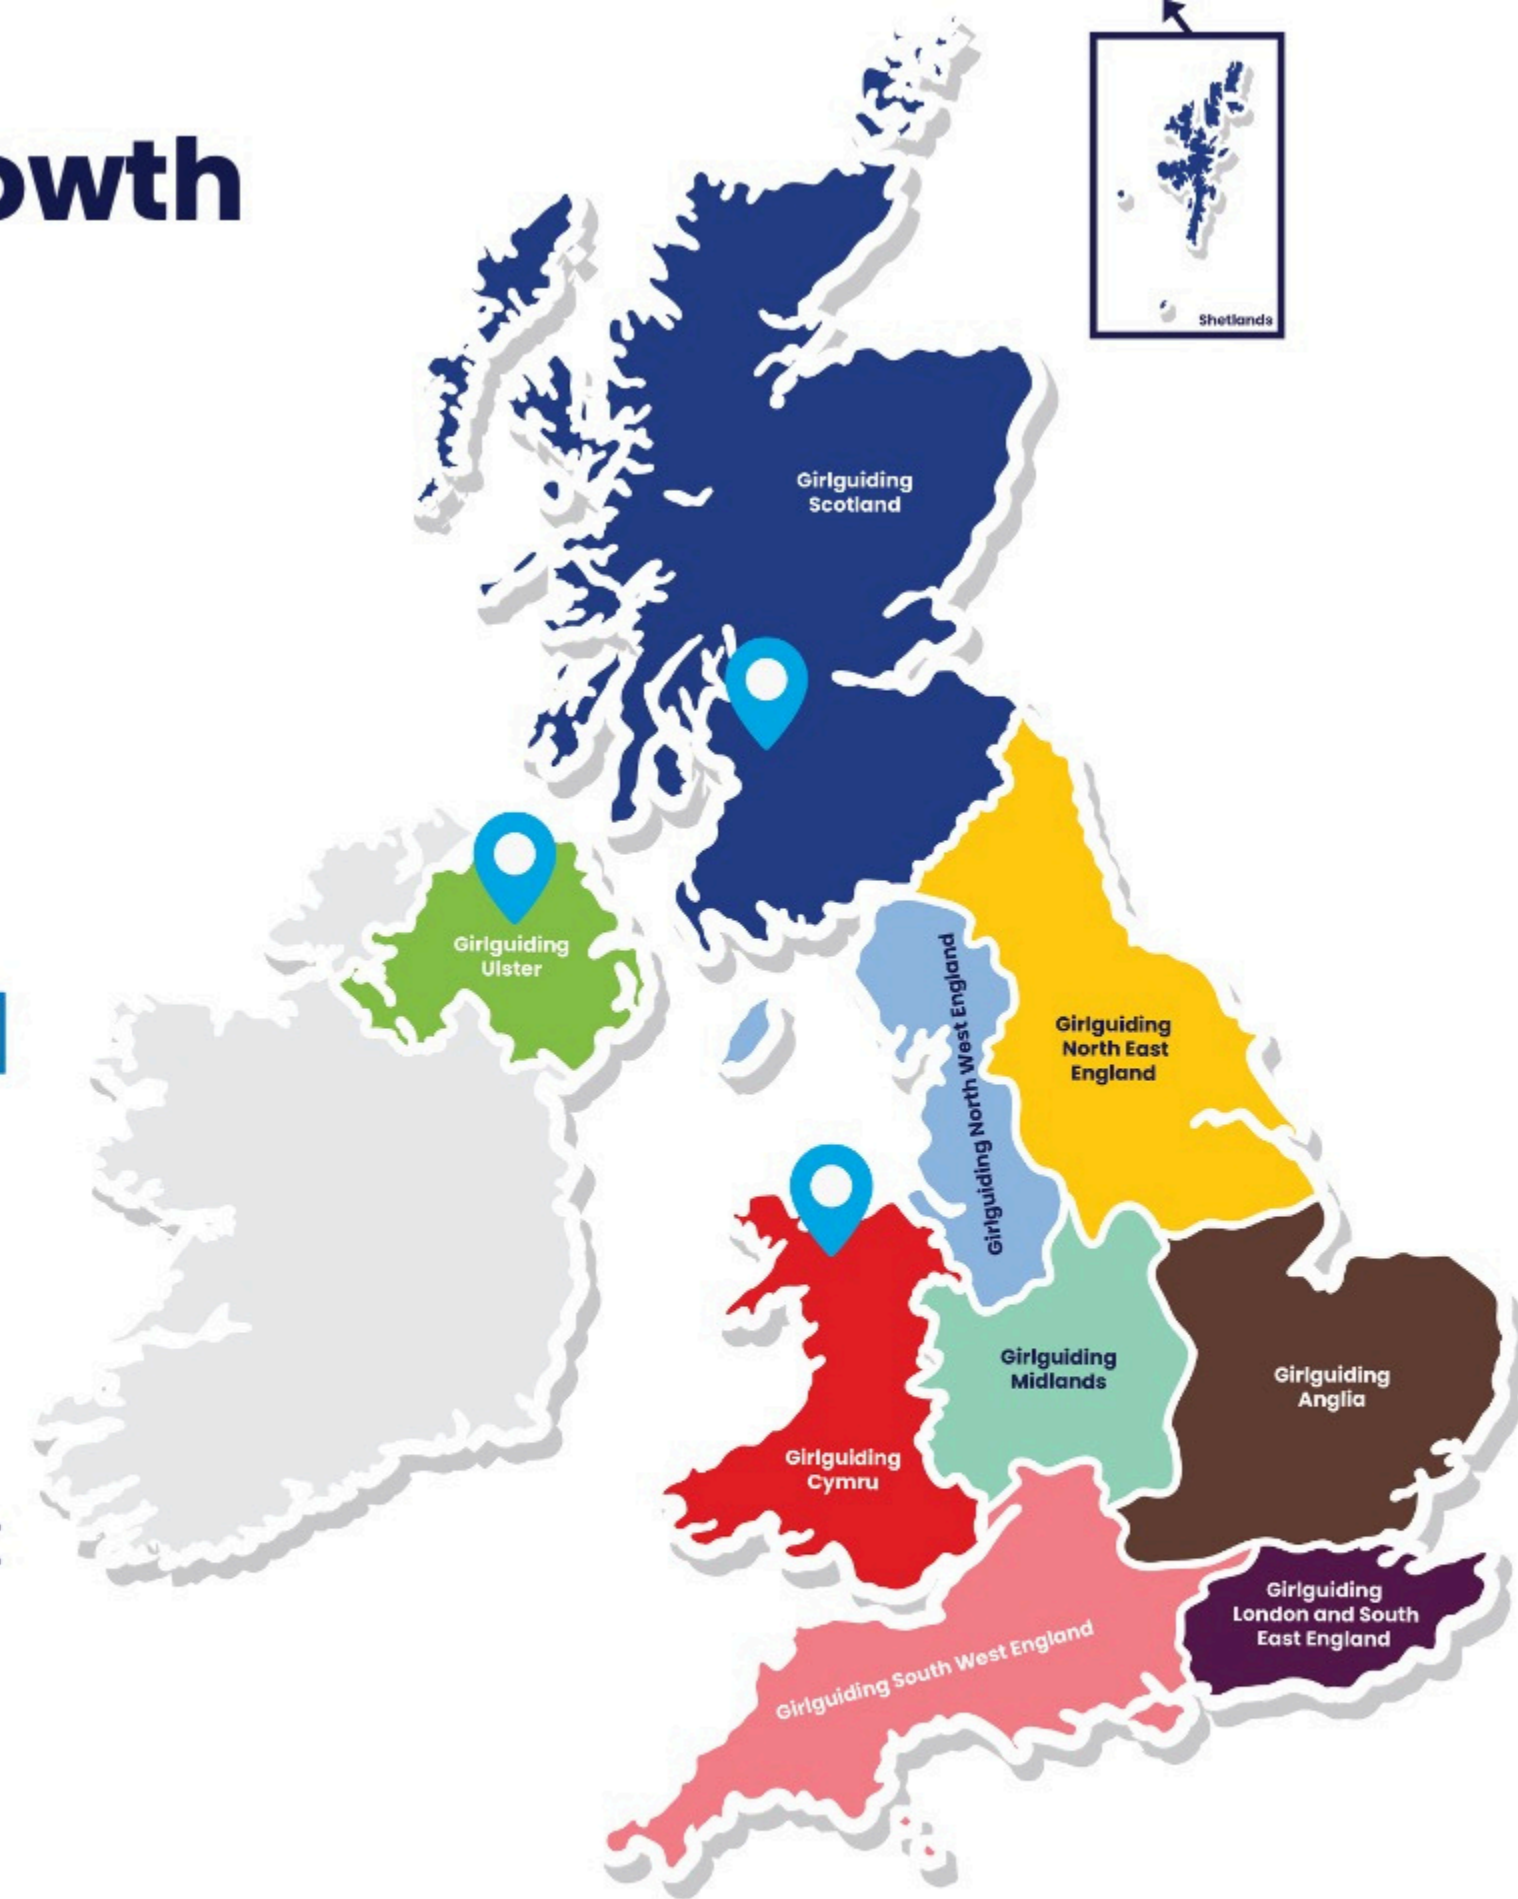 owth
Shetlands
Girlguiding
Scotland
Girlguiding
Ulster
Girlguiding North West England
Girlguiding
North East
England
Girlguiding
Midlands
Girlguiding
Anglia
Girlguiding
Cymru
Girlguiding
London and South
East England
Girlguiding South West England